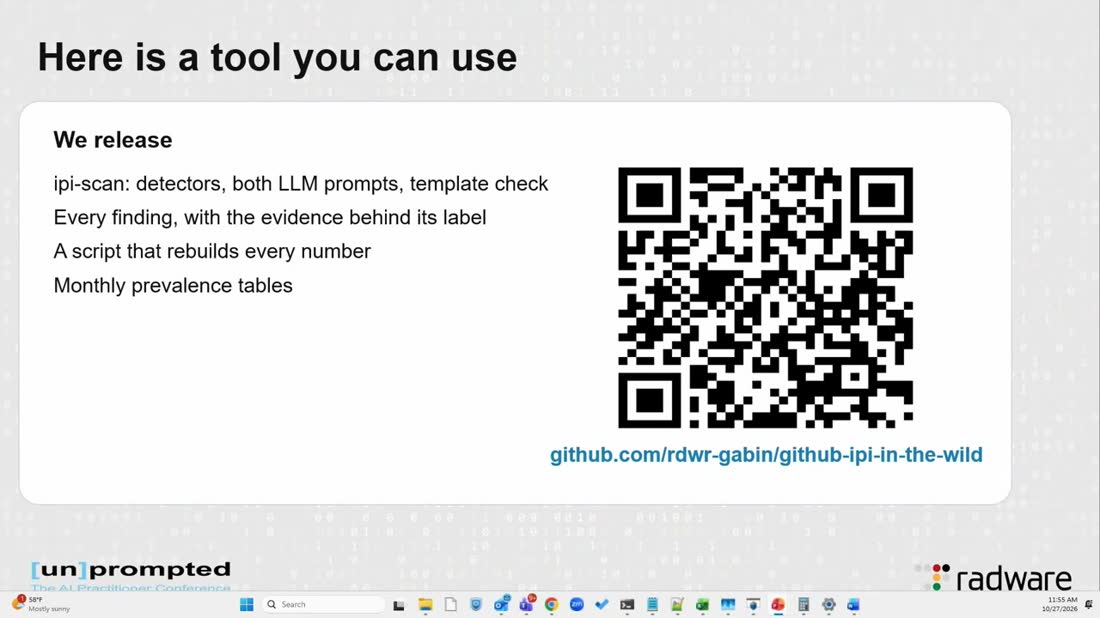 Here is a tool you can use
We release
ipi-scan: detectors, both LLM prompts, template check
Every finding, with the evidence behind its label
A script that rebuilds every number
Monthly prevalence tables
github.com/rdwr-gabin/github-ipi-in-the-wild
[un]prompted
The AI Practitioner Conference
radware
58°F
Mostly sunny
Search
11:55 AM
10/27/2026